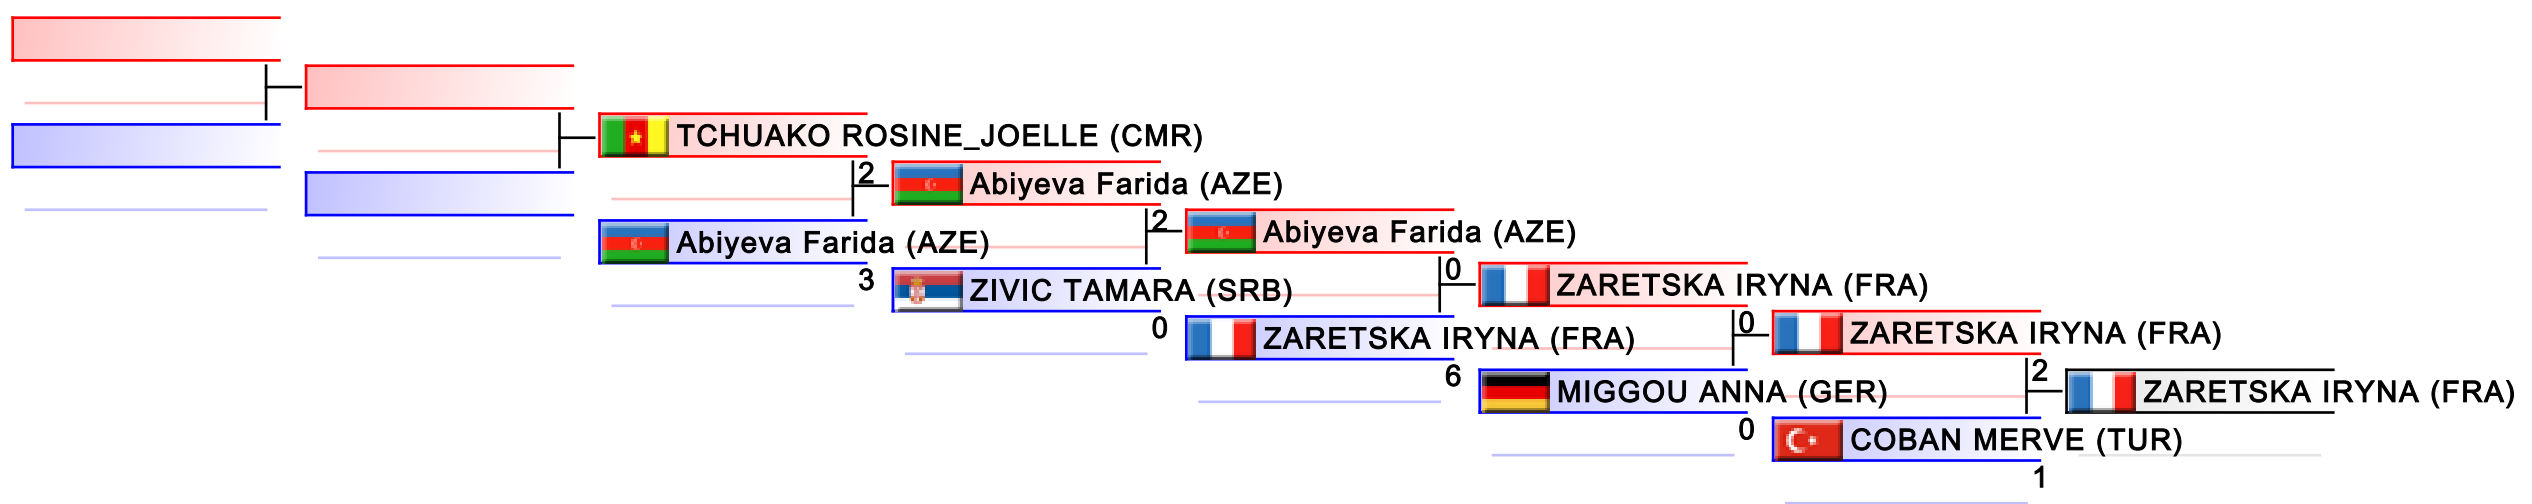 TCHUAKO ROSINE_JOELLE (CMR)
2
Abiyeva Farida (AZE)
3
Abiyeva Farida (AZE)
2
ZIVIC TAMARA (SRB)
0
Abiyeva Farida (AZE)
0
ZARETSKA IRYNA (FRA)
6
ZARETSKA IRYNA (FRA)
0
MIGGOU ANNA (GER)
0
ZARETSKA IRYNA (FRA)
2
COBAN MERVE (TUR)
1
ZARETSKA IRYNA (FRA)